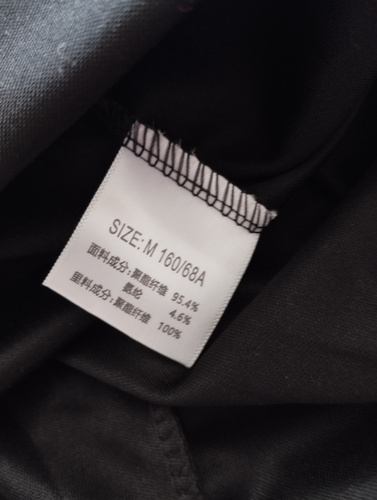 SIZE: M 160/68A
面料成分:聚酯纤维 95.4%
氨纶 4.6%
里料成分:聚酯纤维 100%